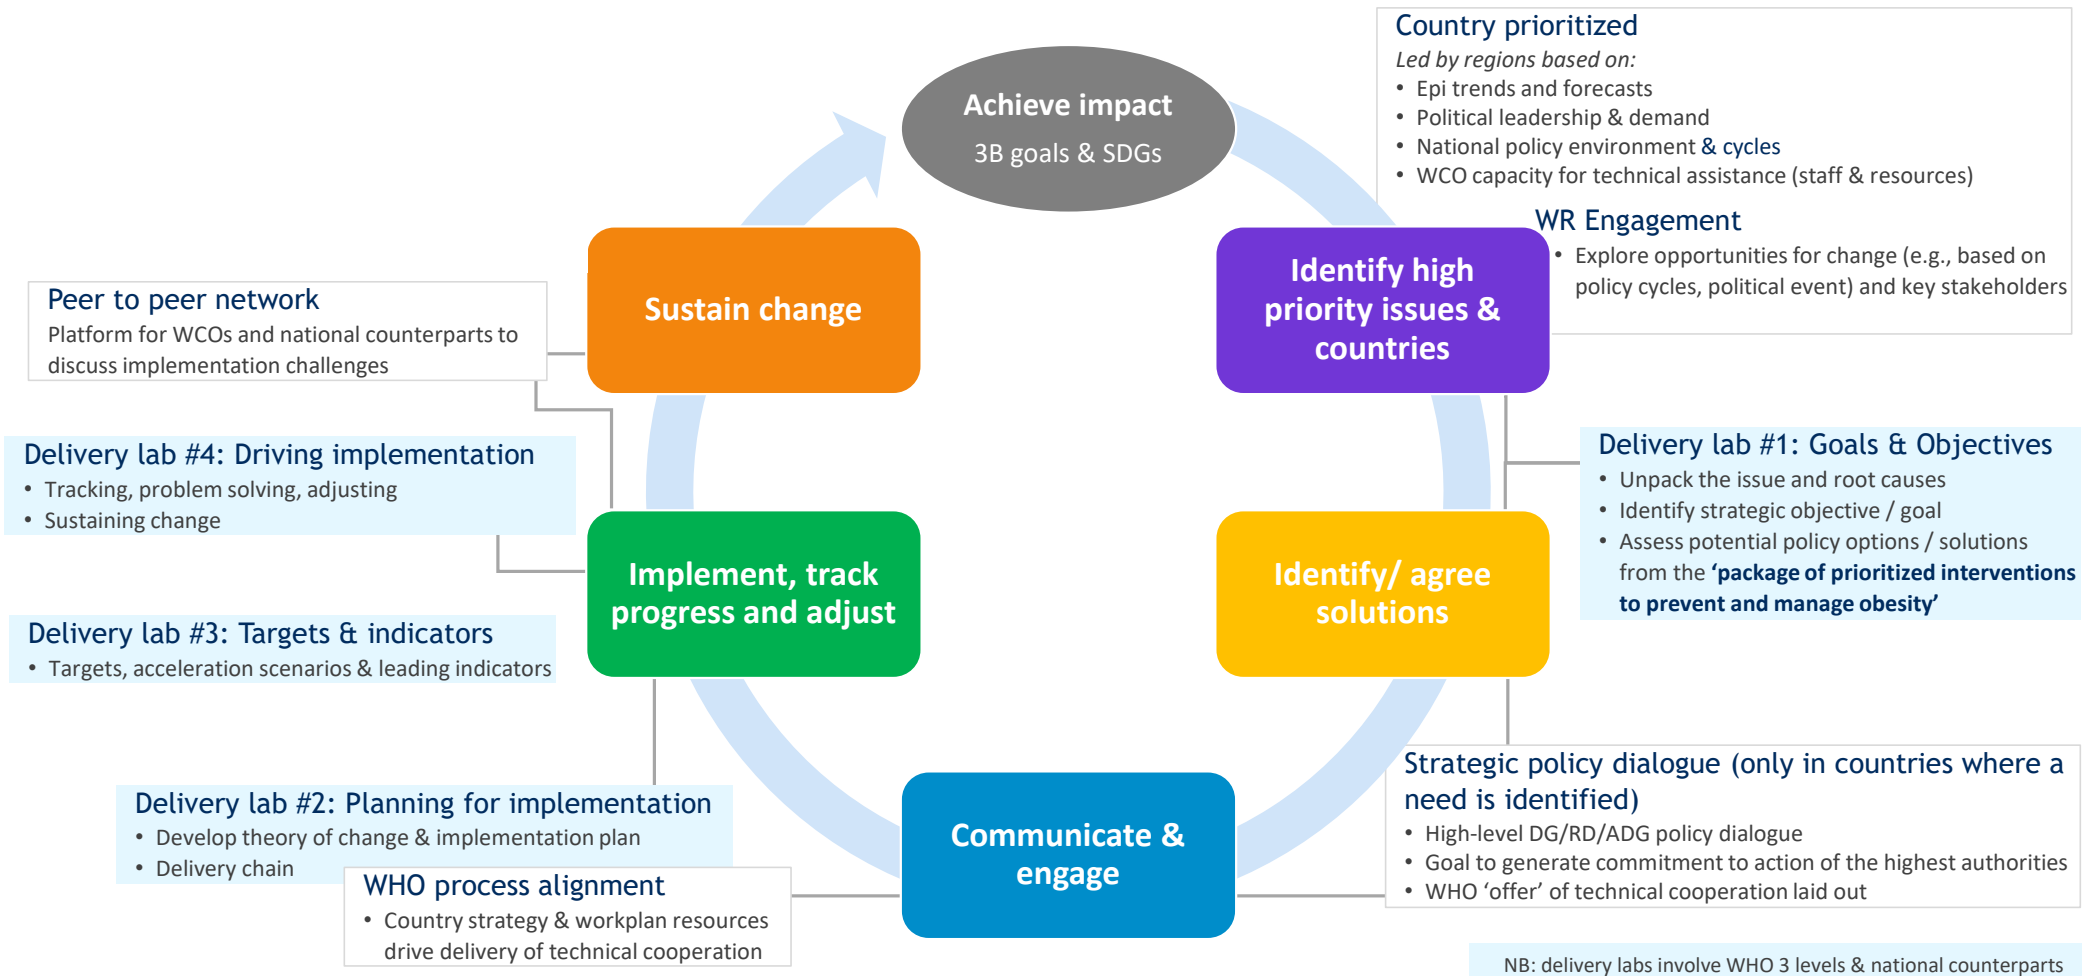 Achieve impact
3B goals & SDGs
Country prioritized
Led by regions based on:
• Epi trends and forecasts
• Political leadership & demand
• National policy environment & cycles
• WCO capacity for technical assistance (staff & resources)
WR Engagement
• Explore opportunities for change (e.g., based on
policy cycles, political event) and key stakeholders
Identify high
priority issues &
countries
Delivery lab #1: Goals & Objectives
• Unpack the issue and root causes
• Identify strategic objective / goal
• Assess potential policy options / solutions
from the ‘package of prioritized interventions
to prevent and manage obesity’
Identify/ agree
solutions
Strategic policy dialogue (only in countries where a
need is identified)
• High-level DG/RD/ADG policy dialogue
• Goal to generate commitment to action of the highest authorities
• WHO ‘offer’ of technical cooperation laid out
Communicate &
engage
WHO process alignment
• Country strategy & workplan resources
drive delivery of technical cooperation
Delivery lab #2: Planning for implementation
• Develop theory of change & implementation plan
• Delivery chain
Delivery lab #3: Targets & indicators
• Targets, acceleration scenarios & leading indicators
Implement, track
progress and adjust
Delivery lab #4: Driving implementation
• Tracking, problem solving, adjusting
• Sustaining change
Peer to peer network
Platform for WCOs and national counterparts to
discuss implementation challenges
Sustain change
NB: delivery labs involve WHO 3 levels & national counterparts